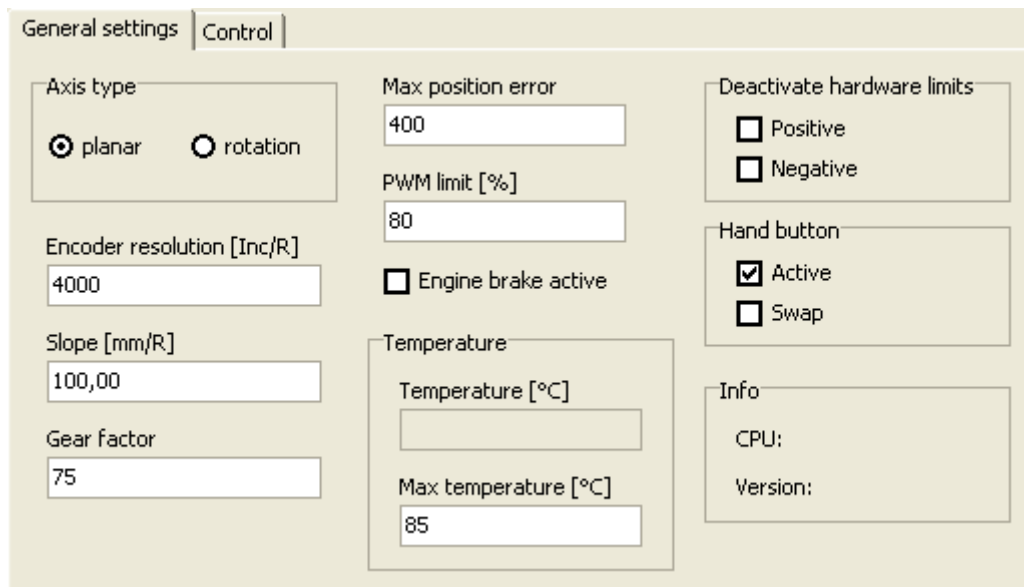 General settings
Control
Axis type
planar
rotation
Encoder resolution [Inc/R]
4000
Slope [mm/R]
100,00
Gear factor
75
Max position error
400
PWM limit [%]
80
Engine brake active
Temperature
Temperature [°C]
Max temperature [°C]
85
Deactivate hardware limits
Positive
Negative
Hand button
Active
Swap
Info
CPU:
Version: